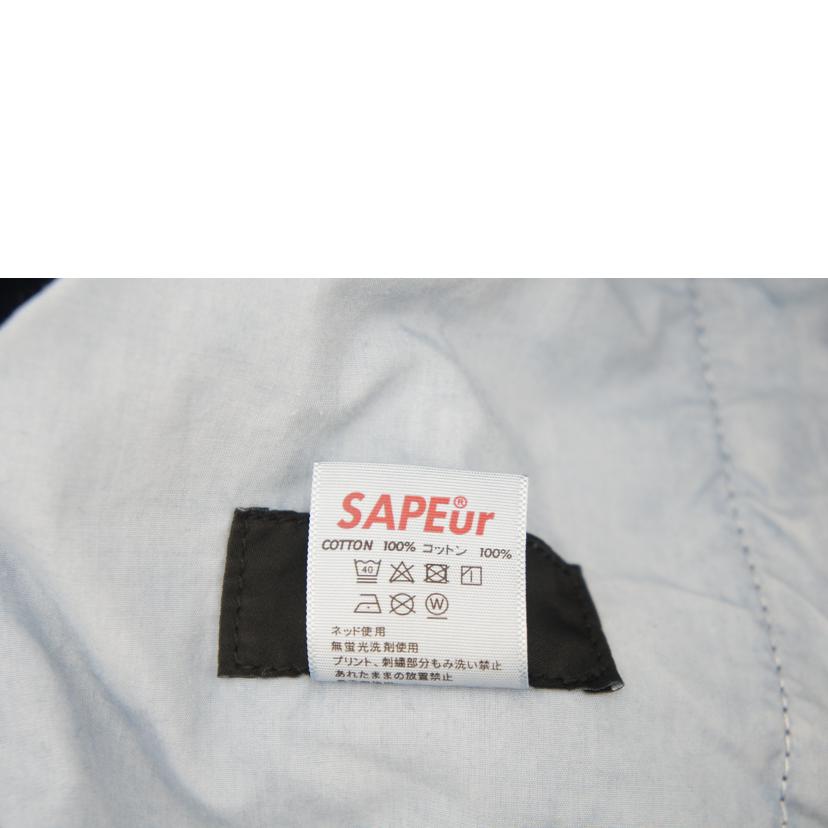 SAPEur®
COTTON 100% コットン 100%
40
W
ネッド使用
無蛍光洗剤使用
プリント、刺繍部分もみ洗い禁止
あれたままの放置禁止